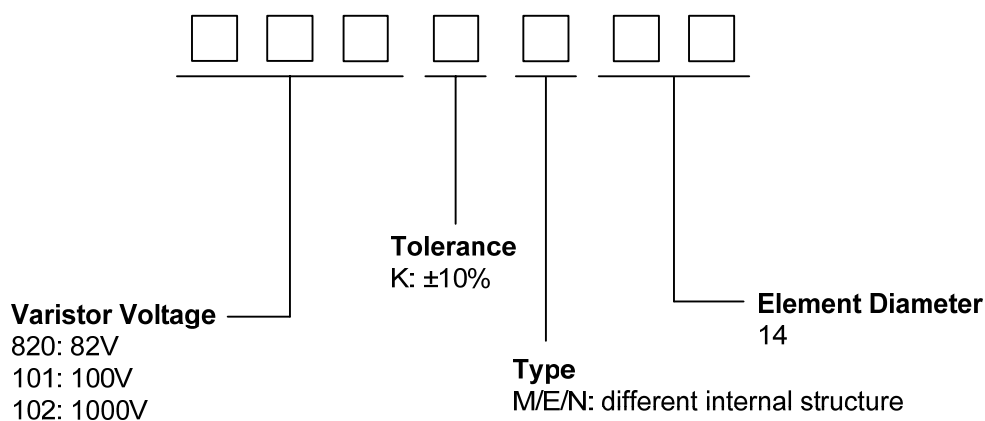 Tolerance
K: ±10%
Varistor Voltage
820: 82V
101: 100V
102: 1000V
Element Diameter
14
Type
M/E/N: different internal structure